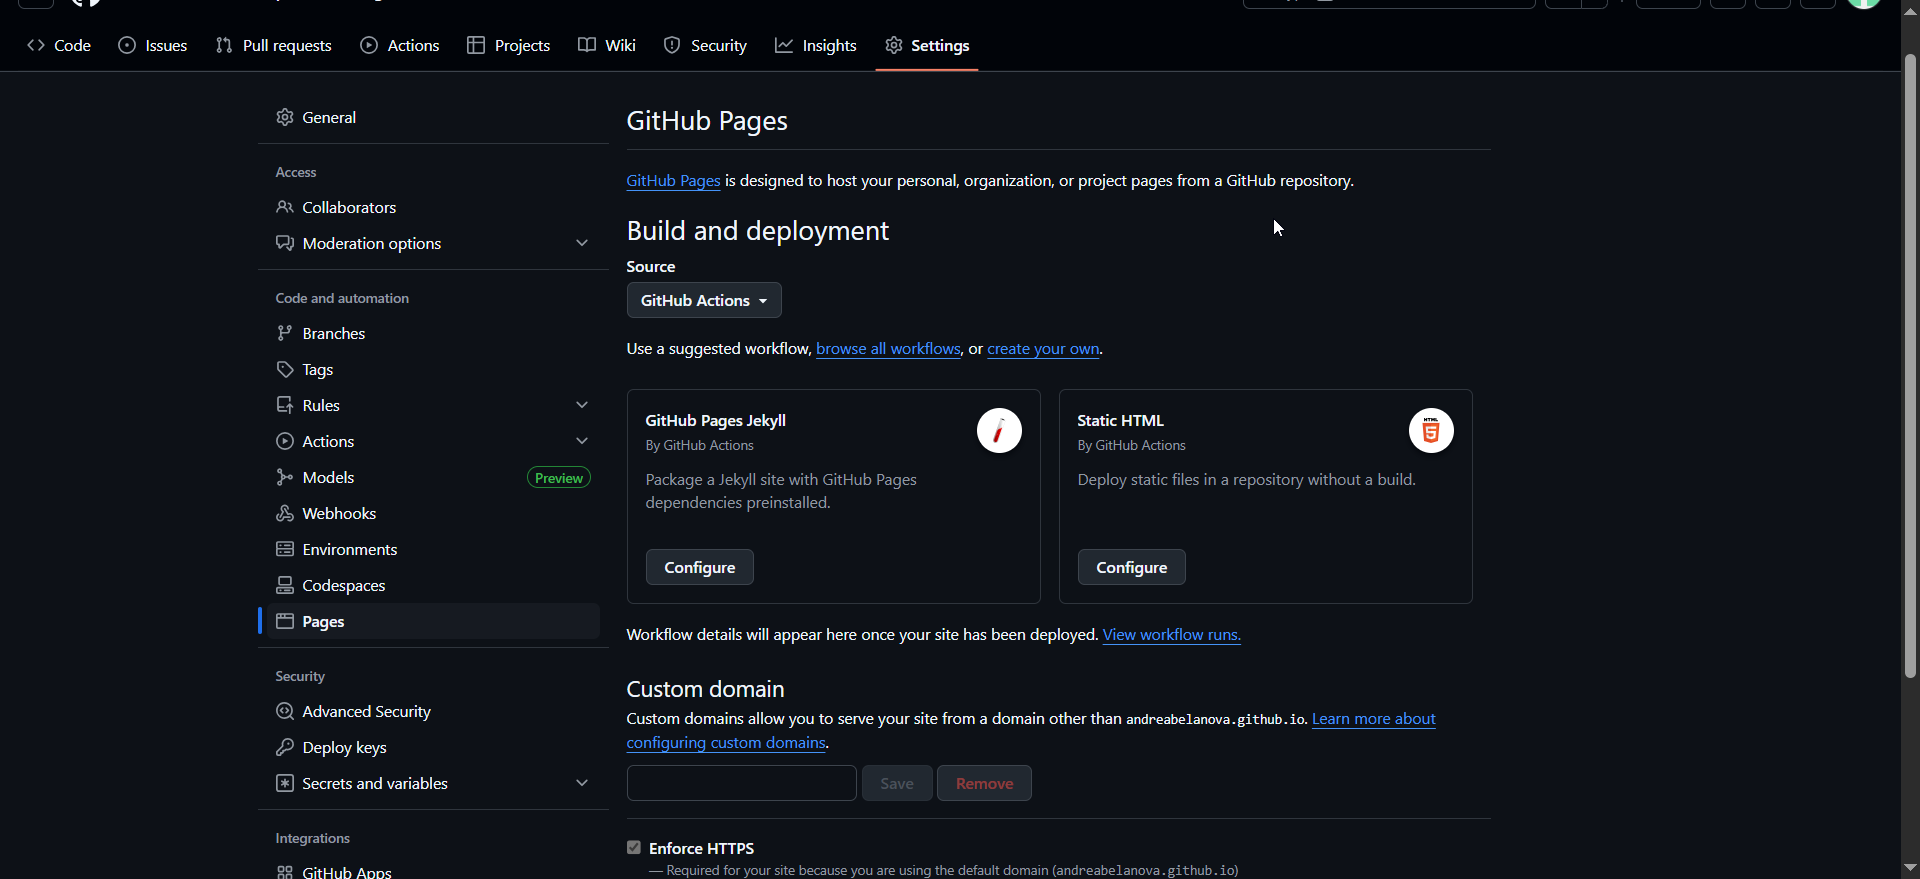 Code Issues Pull requests Actions Projects Wiki Security Insights Settings
General
Access
Collaborators
Moderation options
Code and automation
Branches
Tags
Rules
Actions
Models Preview
Webhooks
Environments
Codespaces
Pages
Security
Advanced Security
Deploy keys
Secrets and variables
Integrations
GitHub Apps
GitHub Pages
GitHub Pages is designed to host your personal, organization, or project pages from a GitHub repository.
Build and deployment
Source
GitHub Actions
Use a suggested workflow, browse all workflows, or create your own.
GitHub Pages Jekyll
By GitHub Actions
Package a Jekyll site with GitHub Pages
dependencies preinstalled.
Configure
Static HTML
By GitHub Actions
HTML
5
Deploy static files in a repository without a build.
Configure
Workflow details will appear here once your site has been deployed. View workflow runs.
Custom domain
Custom domains allow you to serve your site from a domain other than andreabelanova.github.io. Learn more about
configuring custom domains.
Save Remove
Enforce HTTPS
— Required for your site because you are using the default domain (andreabelanova.github.io)